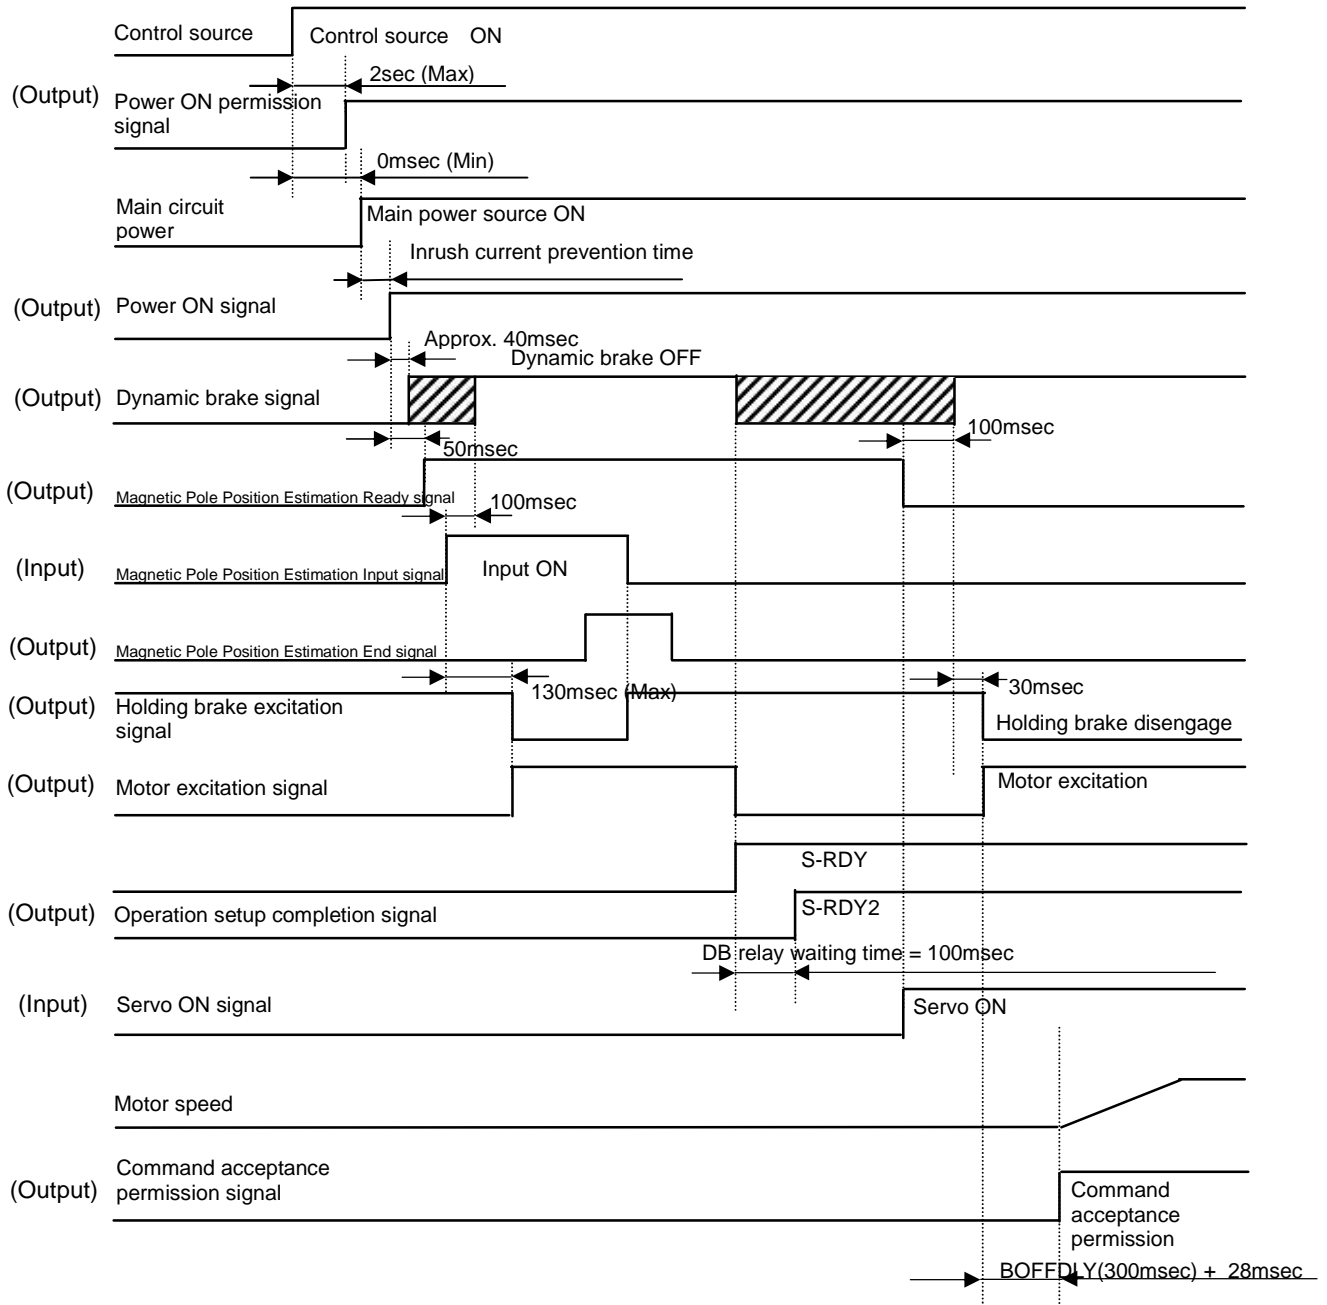 Control source
Control source ON
2sec (Max)
(Output)
Power ON permission
signal
0msec (Min)
Main circuit
power
Main power source ON
Inrush current prevention time
(Output)
Power ON signal
Approx. 40msec
Dynamic brake OFF
(Output)
Dynamic brake signal
100msec
50msec
(Output)
Magnetic Pole Position Estimation Ready signal
100msec
(Input)
Magnetic Pole Position Estimation Input signal
Input ON
(Output)
Magnetic Pole Position Estimation End signal
130msec (Max)
30msec
(Output)
Holding brake excitation
signal
Holding brake disengage
(Output)
Motor excitation signal
Motor excitation
S-RDY
(Output)
Operation setup completion signal
S-RDY2
DB relay waiting time = 100msec
(Input)
Servo ON signal
Servo ON
Motor speed
(Output)
Command acceptance
permission signal
Command
acceptance
permission
BOFFDLY(300msec) + 28msec